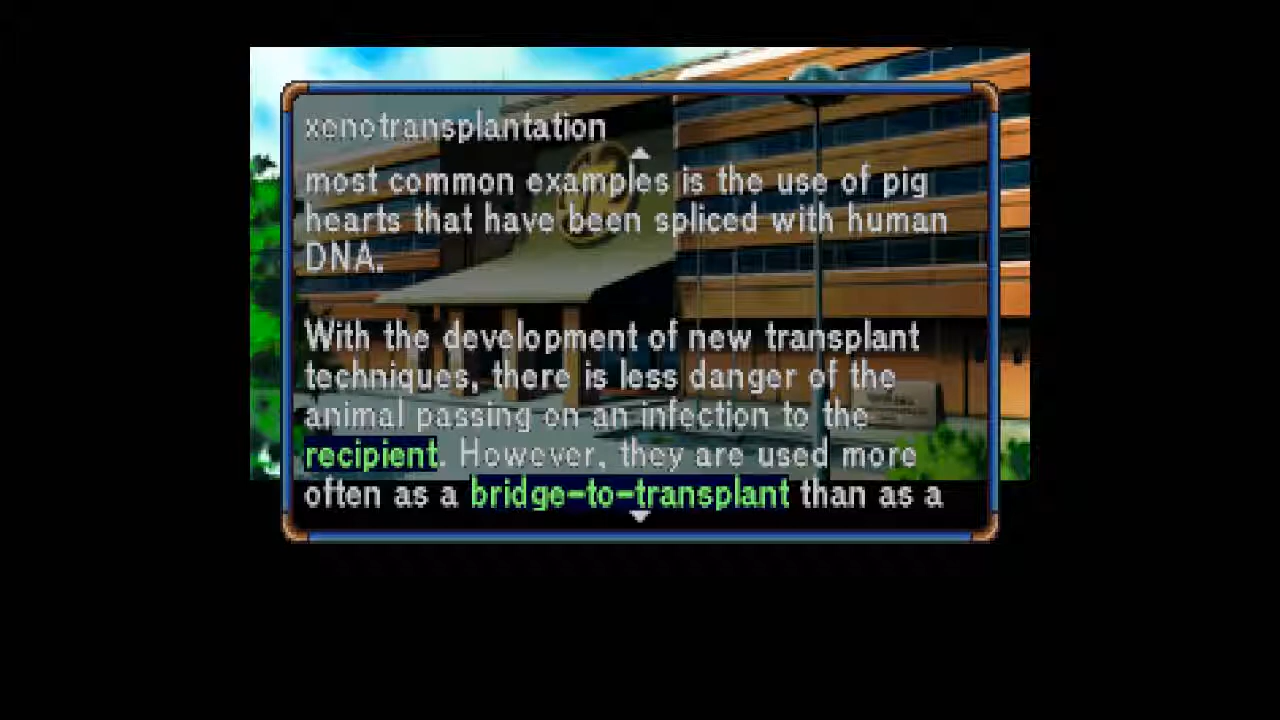 xenotransplantation
most common examples is the use of pig
hearts that have been spliced with human
DNA.
With the development of new transplant
techniques, there is less danger of the
animal passing on an infection to the
recipient. However, they are used more
often as a bridge-to-transplant than as a